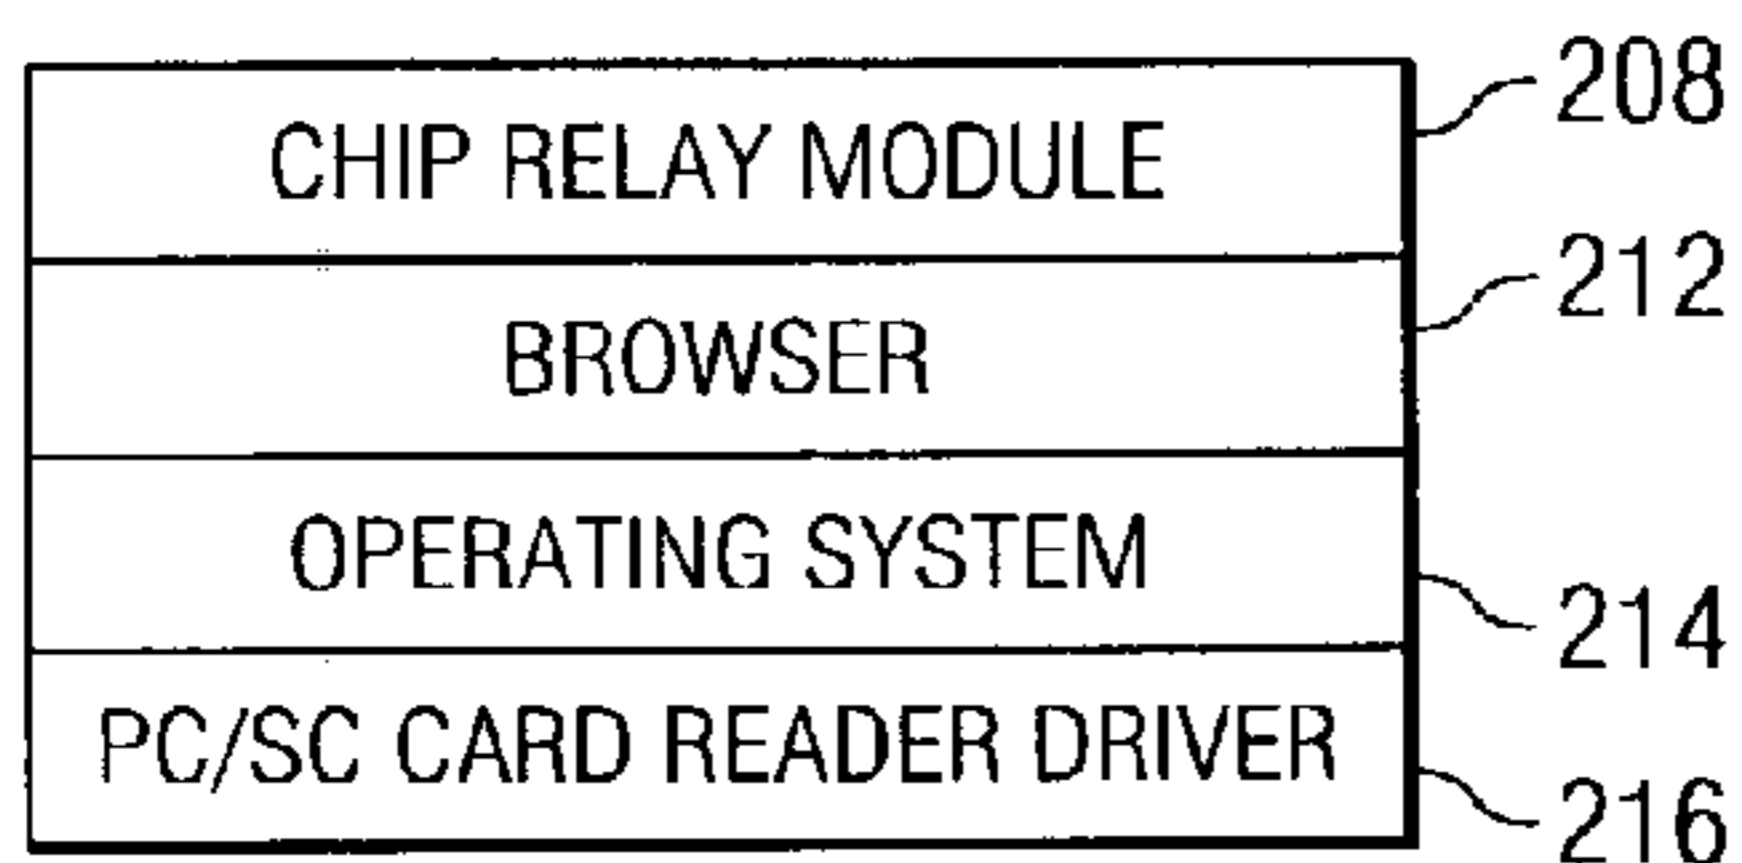 CHIP RELAY MODULE
208
BROWSER
212
OPERATING SYSTEM
214
PC/SC CARD READER DRIVER
216